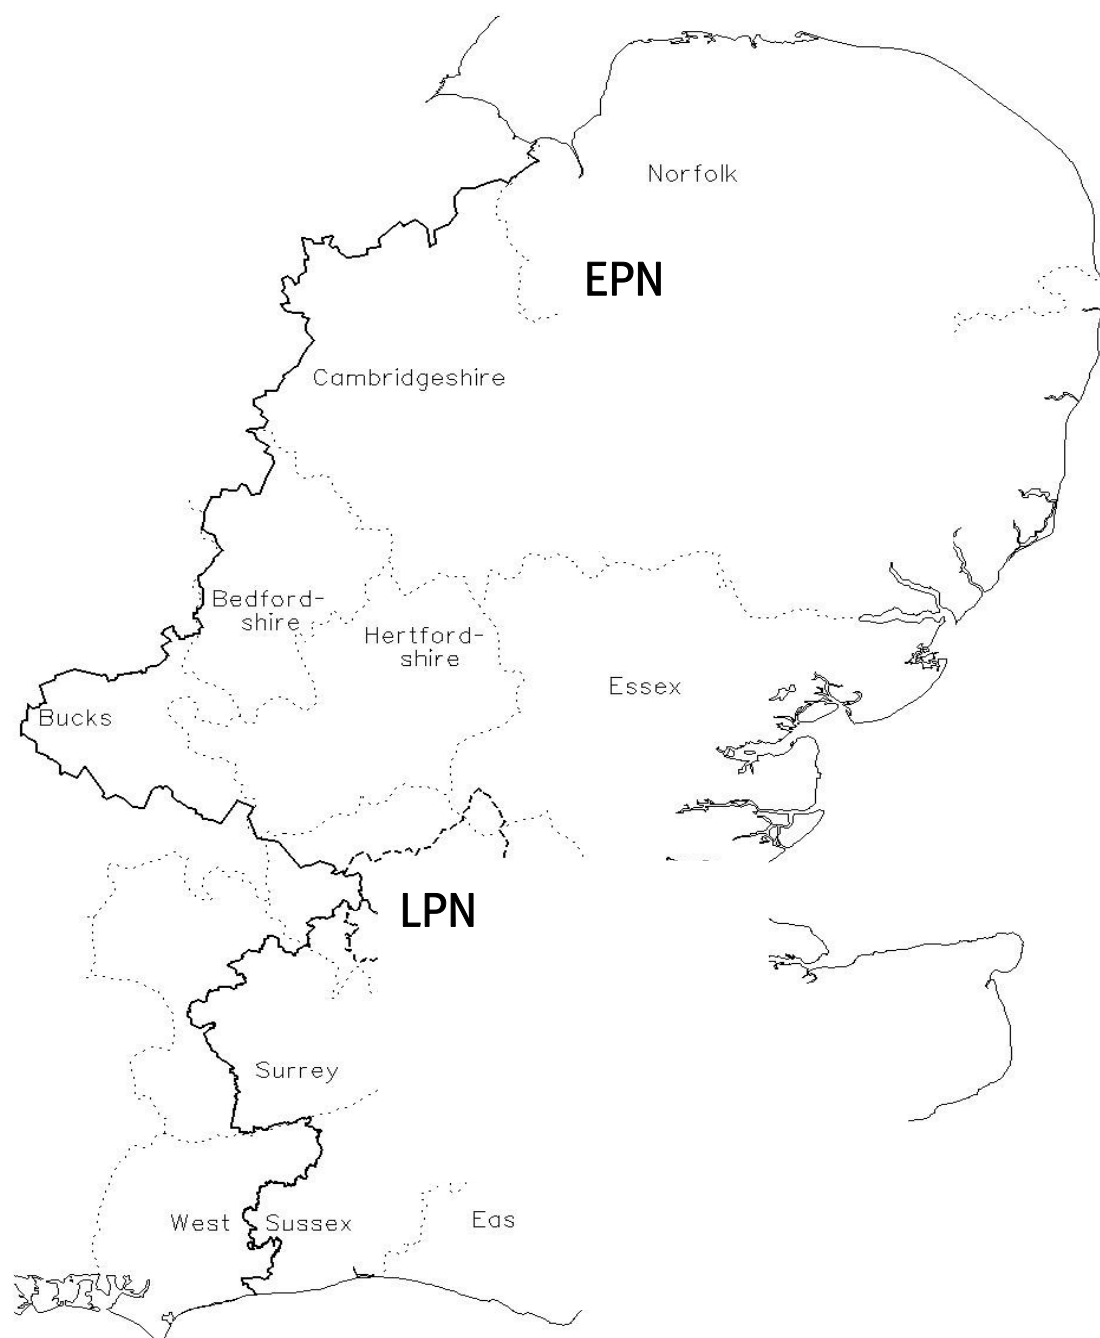 Norfolk
EPN
Cambridgeshire
Bedford-
shire
Hertford-
shire
Essex
Bucks
LPN
Surrey
West Sussex
Eas